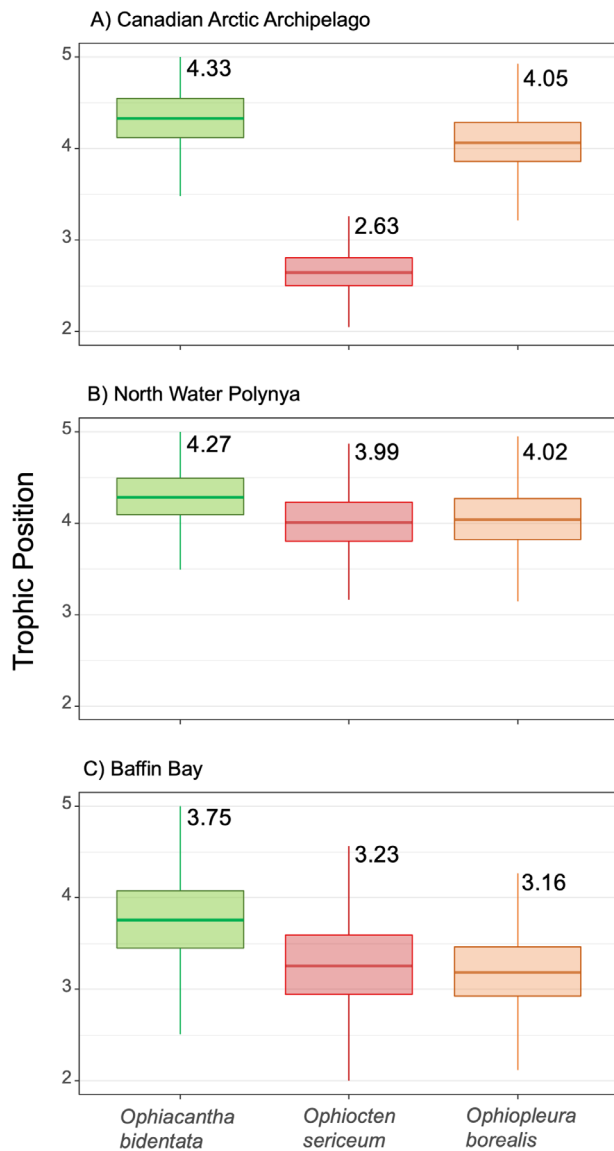 A) Canadian Arctic Archipelago
5
4
3
2
4.33
2.63
4.05
B) North Water Polynya
5
4
3
2
4.27
3.99
4.02
Trophic Position
C) Baffin Bay
5
4
3
2
3.75
3.23
3.16
Ophiacantha
bidentata
Ophiocten
sericeum
Ophiopleura
borealis